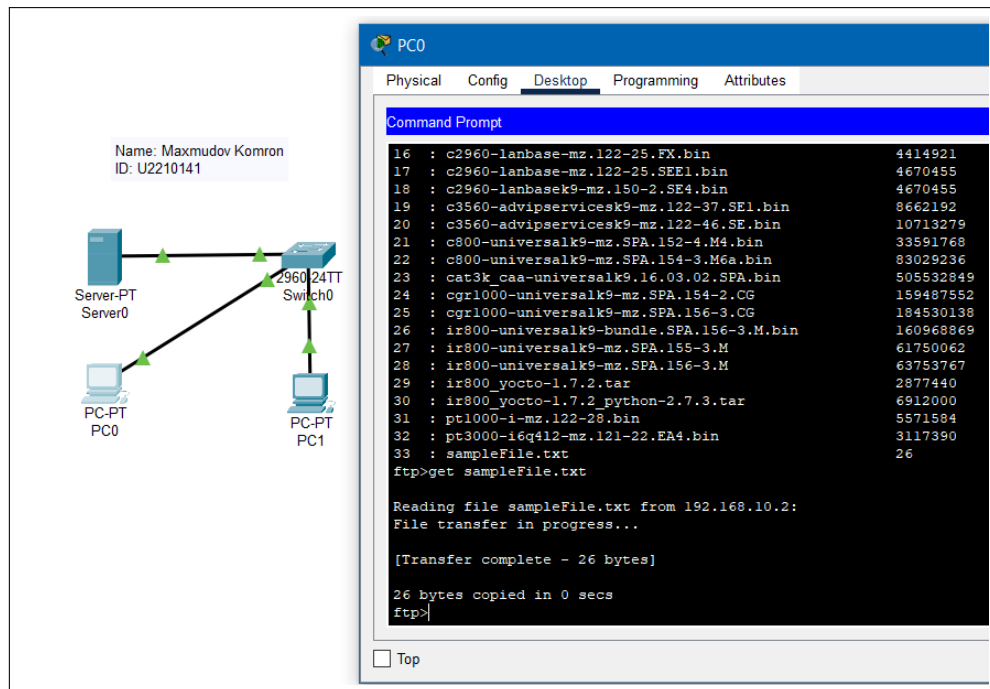 Name: Maxmudov Komron
ID: U2210141
Server-PT
Server0
2960-24TT
Switch0
PC-PT
PC0
PC-PT
PC1
PC0
Physical Config Desktop Programming Attributes
Command Prompt
16 : c2960-lanbase-mz.122-25.FX.bin 4414921
17 : c2960-lanbase-mz.122-25.SEE1.bin 4670455
18 : c2960-lanbasek9-mz.150-2.SE4.bin 4670455
19 : c3560-advipservicesk9-mz.122-37.SE1.bin 8662192
20 : c3560-advipservicesk9-mz.122-46.SE.bin 10713279
21 : c800-universalk9-mz.SPA.152-4.M4.bin 33591768
22 : c800-universalk9-mz.SPA.154-3.M6a.bin 83029236
23 : cat3k_caa-universalk9.16.03.02.SPA.bin 505532849
24 : cgr1000-universalk9-mz.SPA.154-2.CG 159487552
25 : cgr1000-universalk9-mz.SPA.156-3.CG 184530138
26 : ir800-universalk9-bundle.SPA.156-3.M.bin 160968869
27 : ir800-universalk9-mz.SPA.155-3.M 61750062
28 : ir800-universalk9-mz.SPA.156-3.M 63753767
29 : ir800_yocto-1.7.2.tar 2877440
30 : ir800_yocto-1.7.2_python-2.7.3.tar 6912000
31 : pt1000-i-mz.122-28.bin 5571584
32 : pt3000-i6q4l2-mz.121-22.EA4.bin 3117390
33 : sampleFile.txt 26
ftp>get sampleFile.txt
Reading file sampleFile.txt from 192.168.10.2:
File transfer in progress...
[Transfer complete - 26 bytes]
26 bytes copied in 0 secs
ftp>
Top